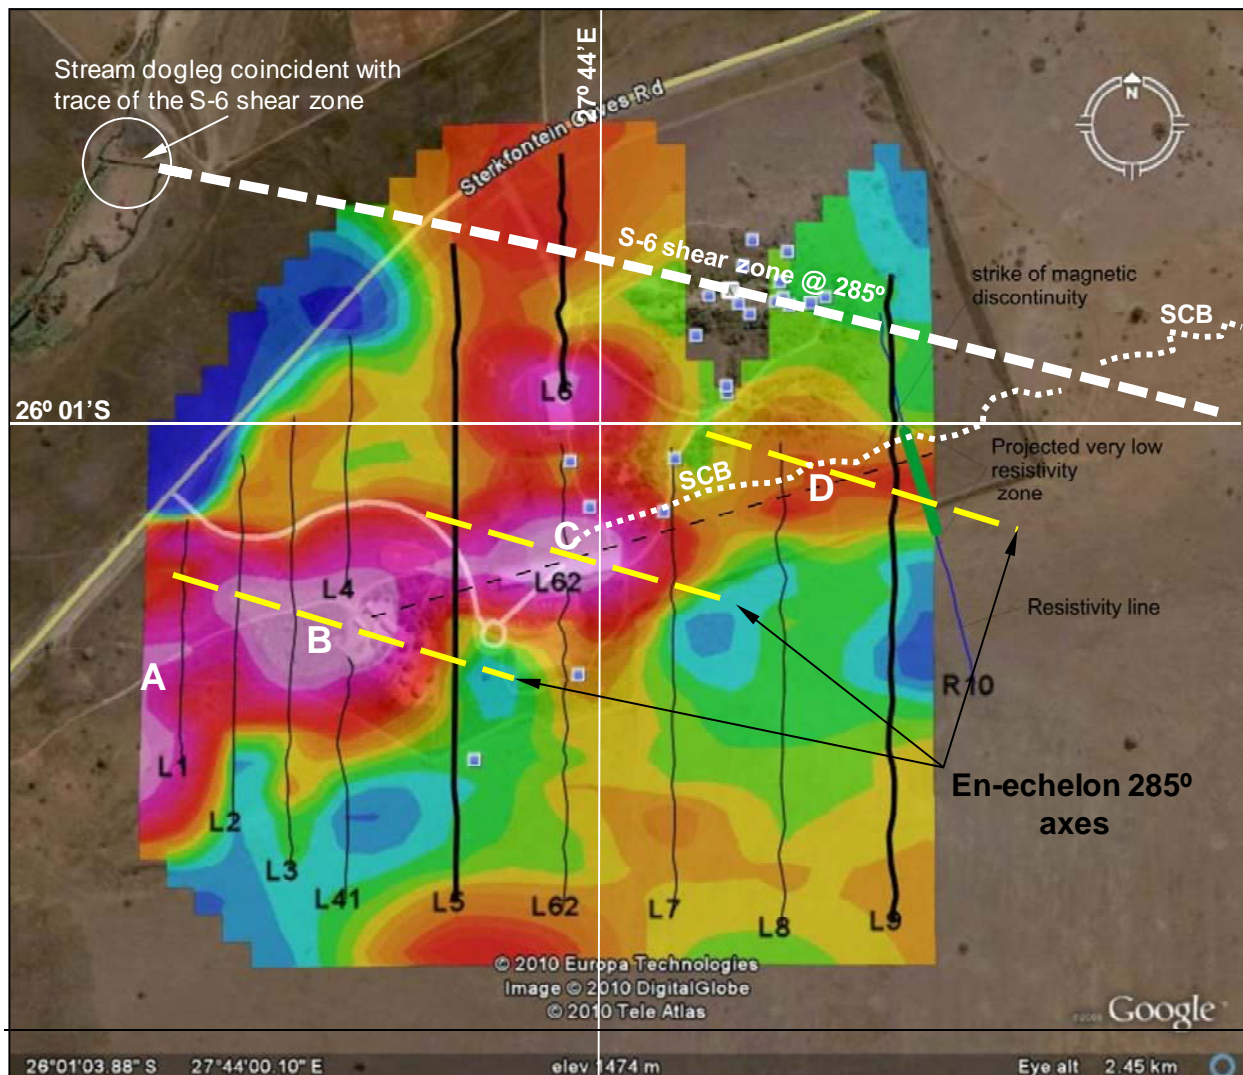 Stream dogleg coincident with
trace of the S-6 shear zone
27º 44'E
Sterkfontein Caves Rd
N
S-6 shear zone @ 285º
strike of magnetic
discontinuity
SCB
L6
26º 01'S
Projected very low
resistivity
zone
SCB
D
C
L4
L62
B
Resistivity line
A
R10
L1
En-echelon 285º
axes
L2
L3
L41
L5
L62
L7
L8
L9
© 2010 Europa Technologies
Image © 2010 DigitalGlobe
© 2010 Tele Atlas
Google
26°01'03.88" S 27°44'00.10" E elev 1474 m Eye alt 2.45 km